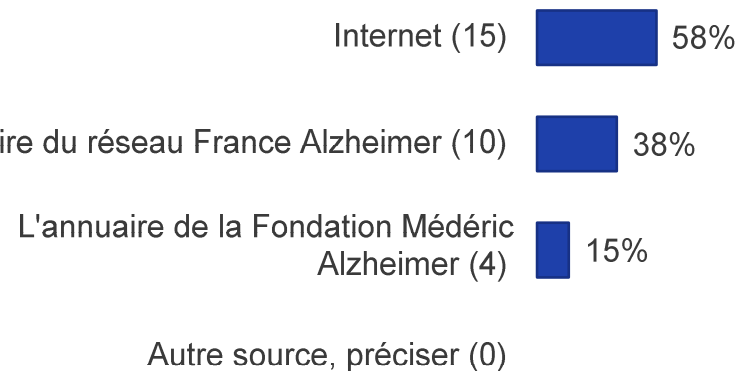 Internet (15) 58%
du réseau France Alzheimer (10) 38%
L'annuaire de la Fondation Médéric
Alzheimer (4) 15%
Autre source, préciser (0)